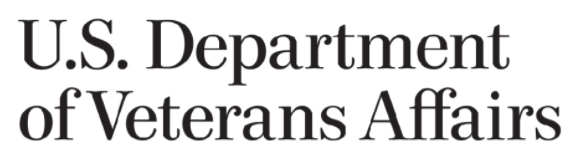 U.S. Department
of Veterans Affairs